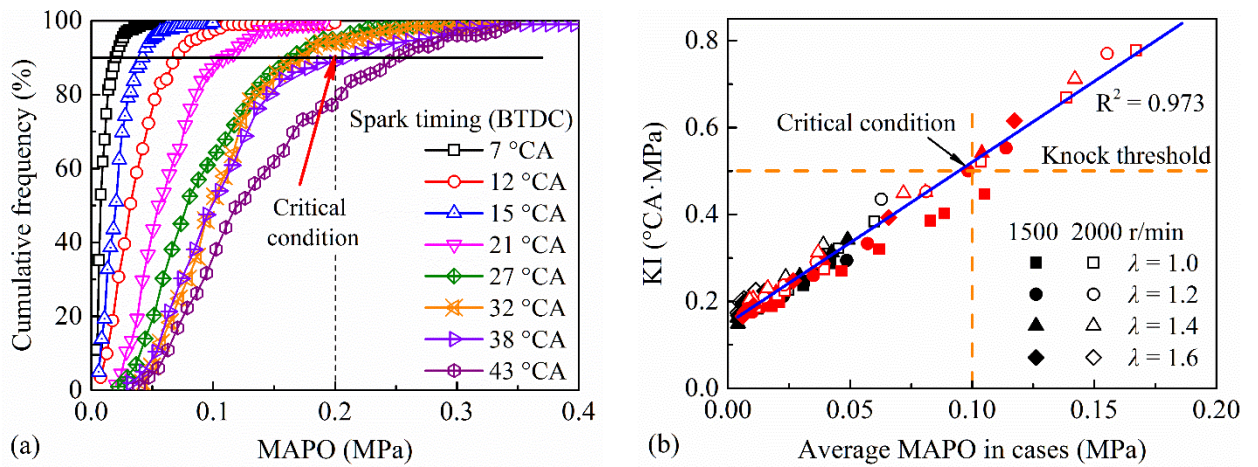 100
80
60
40
20
0
Cumulative frequency (%)
Spark timing (BTDC)
7 °CA
12 °CA
15 °CA
21 °CA
27 °CA
32 °CA
38 °CA
43 °CA
Critical
condition
0.0 0.1 0.2 0.3 0.4
(a) MAPO (MPa)
0.8
0.6
0.4
0.2
0.0
KI (°CA·MPa)
R² = 0.973
Critical condition
Knock threshold
1500 2000 r/min
λ = 1.0
λ = 1.2
λ = 1.4
λ = 1.6
0.00 0.05 0.10 0.15 0.20
(b) Average MAPO in cases (MPa)